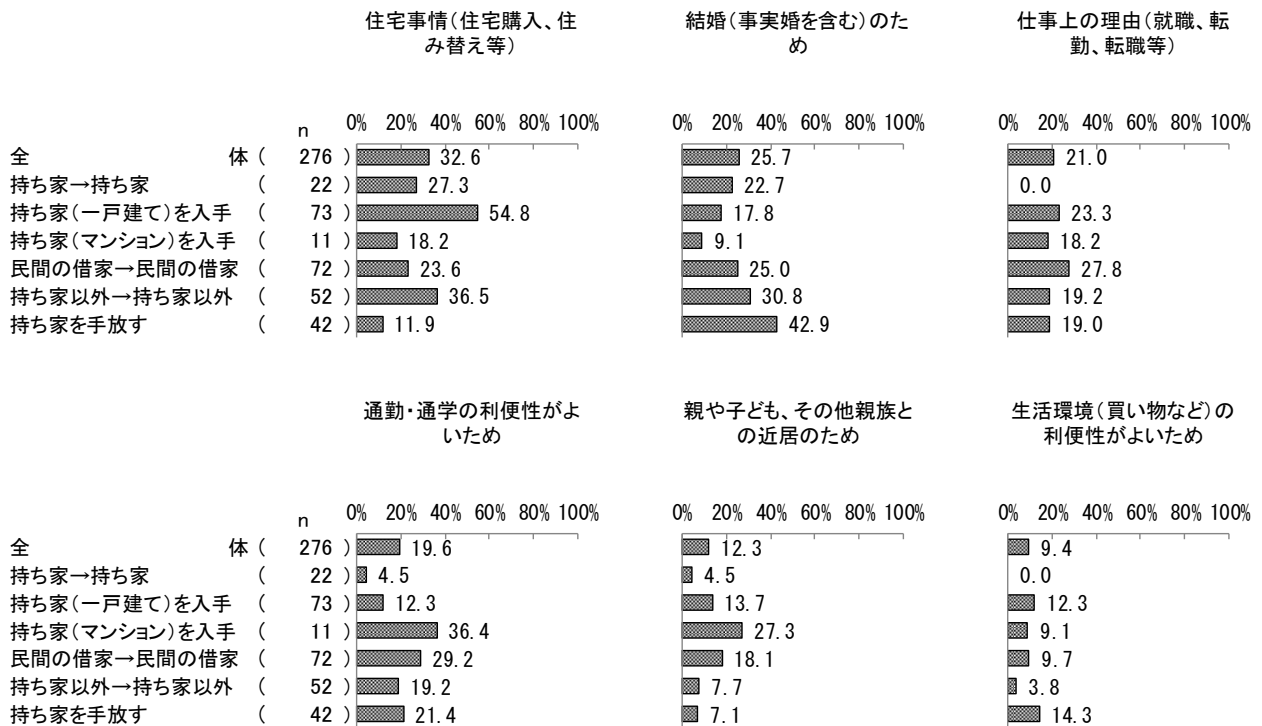 住宅事情(住宅購入、住 結婚(事実婚を含む)のた 仕事上の理由(就職、転
み替え等) め 勤、転職等)
n 0% 20% 40% 60% 80% 100% 0% 20% 40% 60% 80% 100% 0% 20% 40% 60% 80% 100%
全 体 ( 276 ) 32.6 25.7 21.0
持ち家→持ち家 ( 22 ) 27.3 22.7 0.0
持ち家(一戸建て)を入手 ( 73 ) 54.8 17.8 23.3
持ち家(マンション)を入手 ( 11 ) 18.2 9.1 18.2
民間の借家→民間の借家 ( 72 ) 23.6 25.0 27.8
持ち家以外→持ち家以外 ( 52 ) 36.5 30.8 19.2
持ち家を手放す ( 42 ) 11.9 42.9 19.0
通勤・通学の利便性がよ 親や子ども、その他親族と 生活環境(買い物など)の
いため の近居のため 利便性がよいため
n 0% 20% 40% 60% 80% 100% 0% 20% 40% 60% 80% 100% 0% 20% 40% 60% 80% 100%
全 体 ( 276 ) 19.6 12.3 9.4
持ち家→持ち家 ( 22 ) 4.5 4.5 0.0
持ち家(一戸建て)を入手 ( 73 ) 12.3 13.7 12.3
持ち家(マンション)を入手 ( 11 ) 36.4 27.3 9.1
民間の借家→民間の借家 ( 72 ) 29.2 18.1 9.7
持ち家以外→持ち家以外 ( 52 ) 19.2 7.7 3.8
持ち家を手放す ( 42 ) 21.4 7.1 14.3